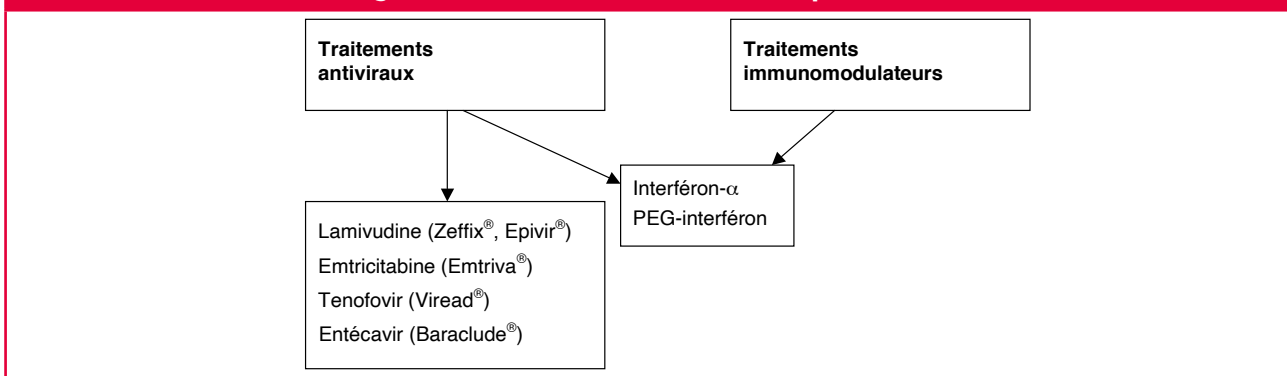 Traitements
antiviraux
Traitements
immunomodulateurs
Interféron-α
PEG-interféron
Lamivudine (Zeffix®, Epivir®)
Emtricitabine (Emtriva®)
Tenofovir (Viread®)
Entécavir (Baraclude®)